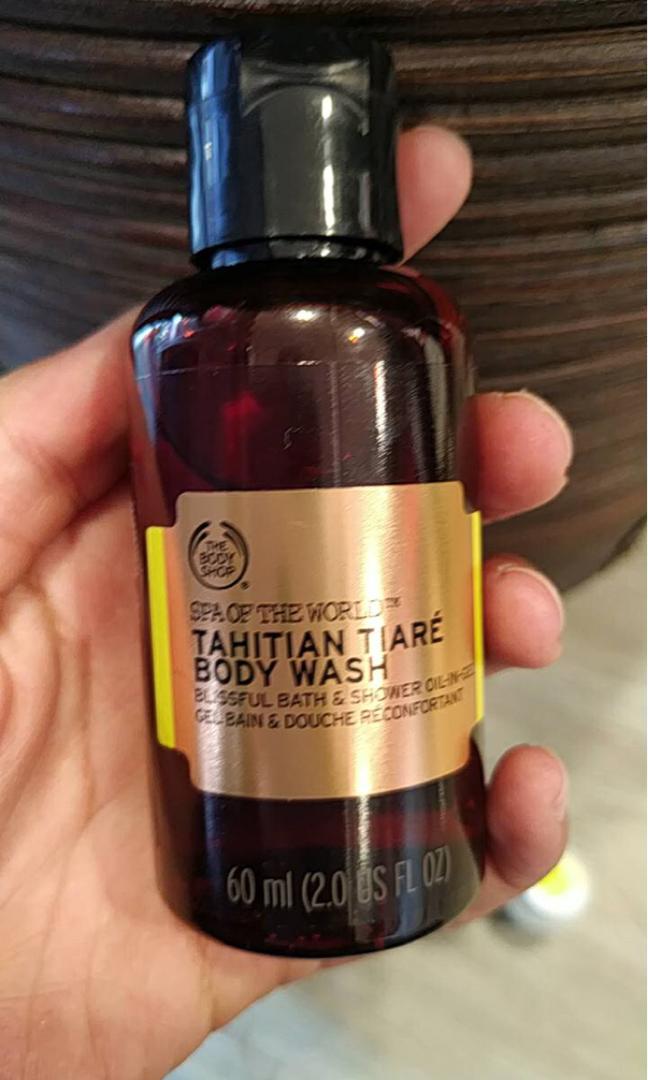 THE
BODY
SHOP®
SPA OF THE WORLD™
TAHITIAN TIARÉ
BODY WASH
BLISSFUL BATH & SHOWER OIL-IN-GEL
GEL BAIN & DOUCHE RÉCONFORTANT
60 ml (2.0 US FL OZ)